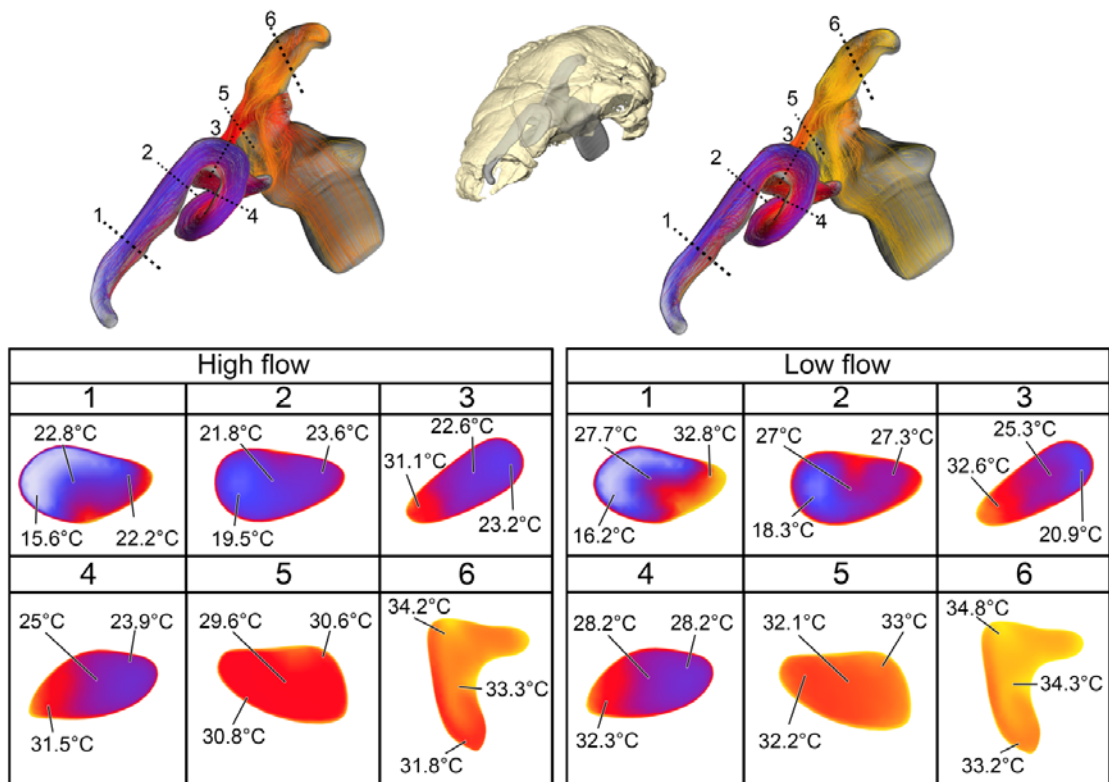 6
5
3
2
1
4
6
5
3
2
1
4
High flow
1 2 3
22.8°C
15.6°C 22.2°C
21.8°C 23.6°C
19.5°C
22.6°C
31.1°C
23.2°C
4 5 6
25°C 23.9°C
31.5°C
29.6°C 30.6°C
30.8°C
34.2°C
33.3°C
31.8°C
Low flow
1 2 3
27.7°C 32.8°C
16.2°C
27°C 27.3°C
18.3°C
25.3°C
32.6°C
20.9°C
4 5 6
28.2°C 28.2°C
32.3°C
32.1°C 33°C
32.2°C
34.8°C
34.3°C
33.2°C